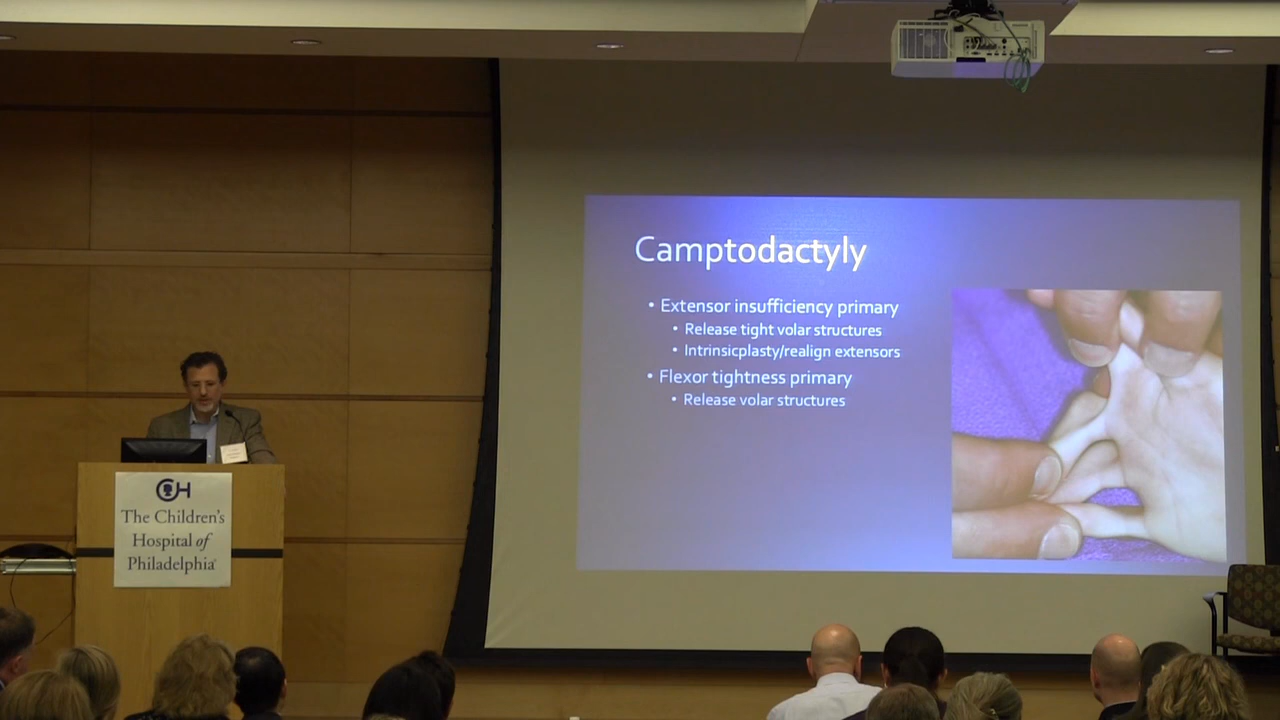 Camptodactyly
• Extensor insufficiency primary
• Release tight volar structures
• Intrinsicplasty/realign extensors
• Flexor tightness primary
• Release volar structures
CH
The Children's
Hospital of
Philadelphia